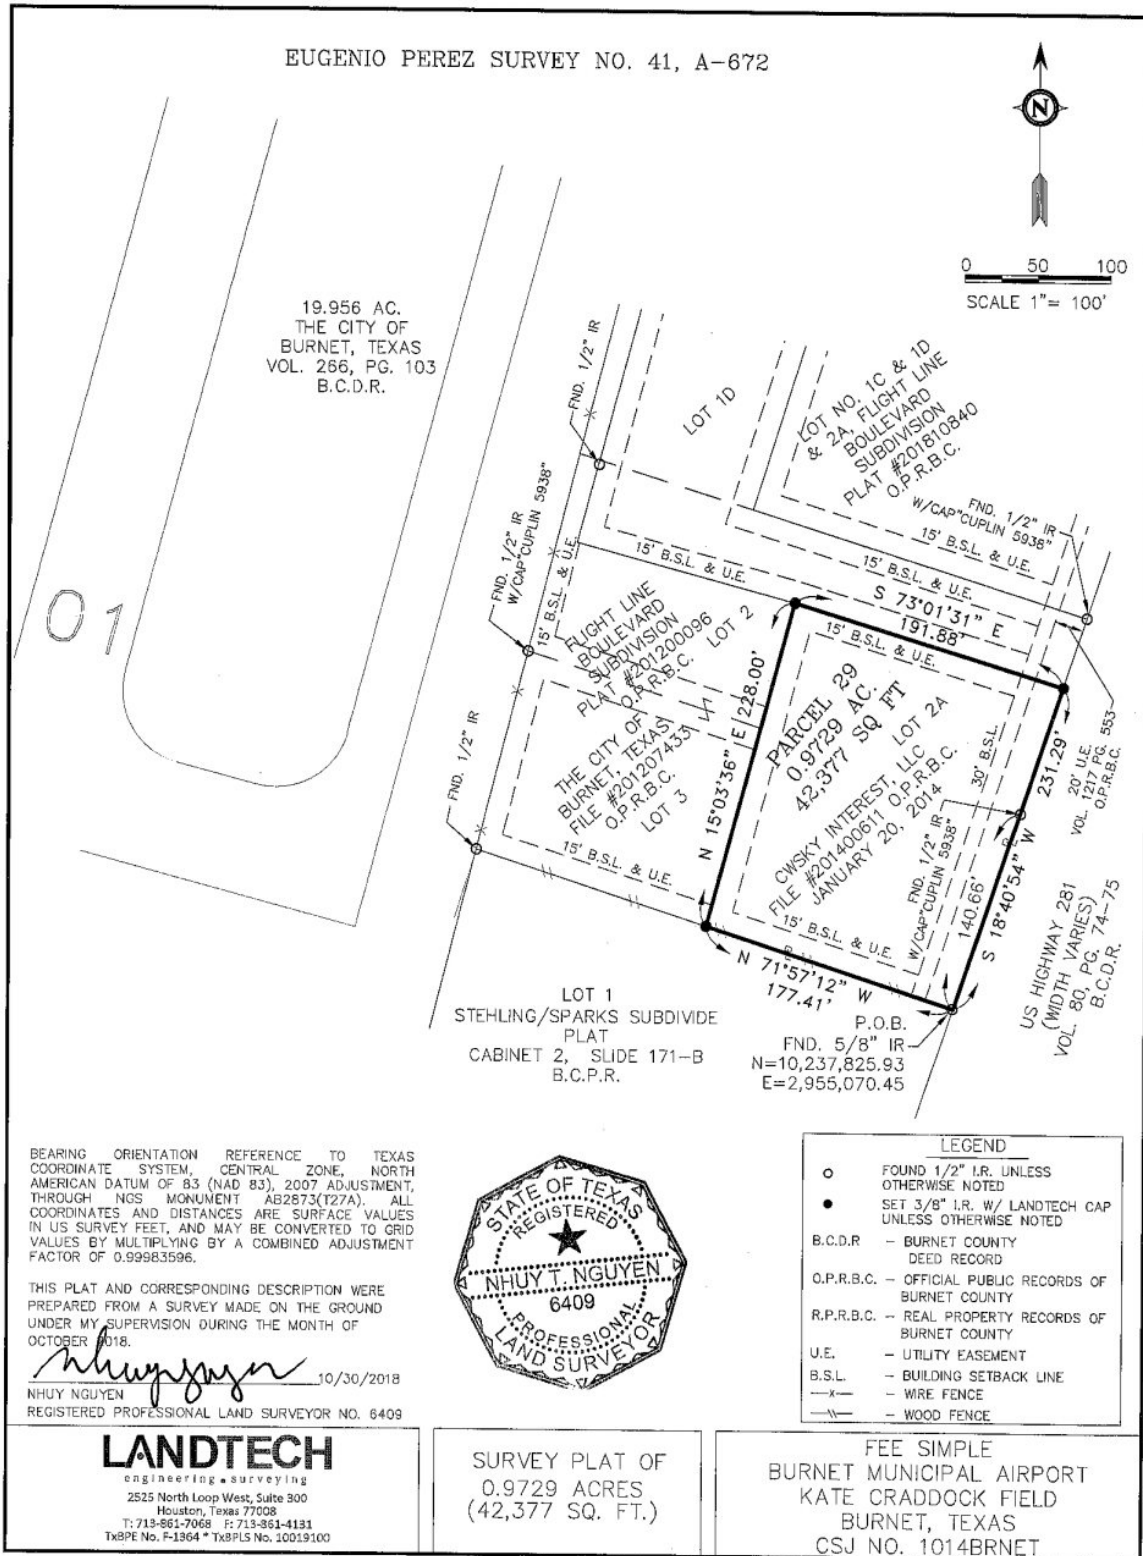 EUGENIO PEREZ SURVEY NO. 41, A-672
N
0 50 100
SCALE 1"= 100'
19.956 AC.
THE CITY OF
BURNET, TEXAS
VOL. 266, PG. 103
B.C.D.R.
01
FND. 1/2" IR
LOT 1D
LOT NO. 1C & 1D
& 2A, FLIGHT LINE
BOULEVARD
SUBDIVISION
PLAT #201810840
O.P.R.B.C.
FND. 1/2" IR
W/CAP"CUPLIN 5938"
15' B.S.L. & U.E.
15' B.S.L. & U.E.
15' B.S.L. & U.E.
S 73°01'31" E
191.88'
15' B.S.L. & U.E.
FND. 1/2" IR
W/CAP"CUPLIN 5938"
15' B.S.L & U.E.
FLIGHT LINE
BOULEVARD
SUBDIVISION
PLAT #201200096
O.P.R.B.C. LOT 2
THE CITY OF
BURNET, TEXAS
FILE #201207433
O.P.R.B.C.
LOT 3
15' B.S.L. & U.E.
FND. 1/2" IR
N 15°03'36" E 228.00'
PARCEL 29
0.9729 AC.
42,377 SQ FT
LOT 2A
CWSKY INTEREST, LLC
FILE #201400611 O.P.R.B.C.
JANUARY 20, 2014
30' B.S.L.
FND. 1/2" IR
W/CAP"CUPLIN 5938"
15' B.S.L. & U.E.
231.29'
20' U.E.
VOL. 1217 PG. 553
O.P.R.B.C.
140.66'
S 18°40'54" W
US HIGHWAY 281
(WIDTH VARIES)
VOL. 80, PG. 74-75
B.C.D.R.
N 71°57'12" W
177.41'
P.O.B.
FND. 5/8" IR
N=10,237,825.93
E=2,955,070.45
LOT 1
STEHLING/SPARKS SUBDIVIDE
PLAT
CABINET 2, SLIDE 171-B
B.C.P.R.
BEARING ORIENTATION REFERENCE TO TEXAS
COORDINATE SYSTEM, CENTRAL ZONE, NORTH
AMERICAN DATUM OF 83 (NAD 83), 2007 ADJUSTMENT,
THROUGH NGS MONUMENT AB2873(T27A). ALL
COORDINATES AND DISTANCES ARE SURFACE VALUES
IN US SURVEY FEET, AND MAY BE CONVERTED TO GRID
VALUES BY MULTIPLYING BY A COMBINED ADJUSTMENT
FACTOR OF 0.99983596.
THIS PLAT AND CORRESPONDING DESCRIPTION WERE
PREPARED FROM A SURVEY MADE ON THE GROUND
UNDER MY SUPERVISION DURING THE MONTH OF
OCTOBER 2018.
10/30/2018
NHUY NGUYEN
REGISTERED PROFESSIONAL LAND SURVEYOR NO. 6409
STATE OF TEXAS
REGISTERED
NHUY T. NGUYEN
6409
PROFESSIONAL
LAND SURVEYOR
LEGEND
FOUND 1/2" I.R. UNLESS
OTHERWISE NOTED
SET 3/8" I.R. W/ LANDTECH CAP
UNLESS OTHERWISE NOTED
B.C.D.R – BURNET COUNTY
DEED RECORD
O.P.R.B.C. – OFFICIAL PUBLIC RECORDS OF
BURNET COUNTY
R.P.R.B.C. – REAL PROPERTY RECORDS OF
BURNET COUNTY
U.E. – UTILITY EASEMENT
B.S.L. – BUILDING SETBACK LINE
—x— – WIRE FENCE
—\\— – WOOD FENCE
LANDTECH
engineering • surveying
2525 North Loop West, Suite 300
Houston, Texas 77008
T: 713-861-7068 F: 713-861-4131
TxBPE No. F-1364 * TxBPLS No. 10019100
SURVEY PLAT OF
0.9729 ACRES
(42,377 SQ. FT.)
FEE SIMPLE
BURNET MUNICIPAL AIRPORT
KATE CRADDOCK FIELD
BURNET, TEXAS
CSJ NO. 1014BRNET